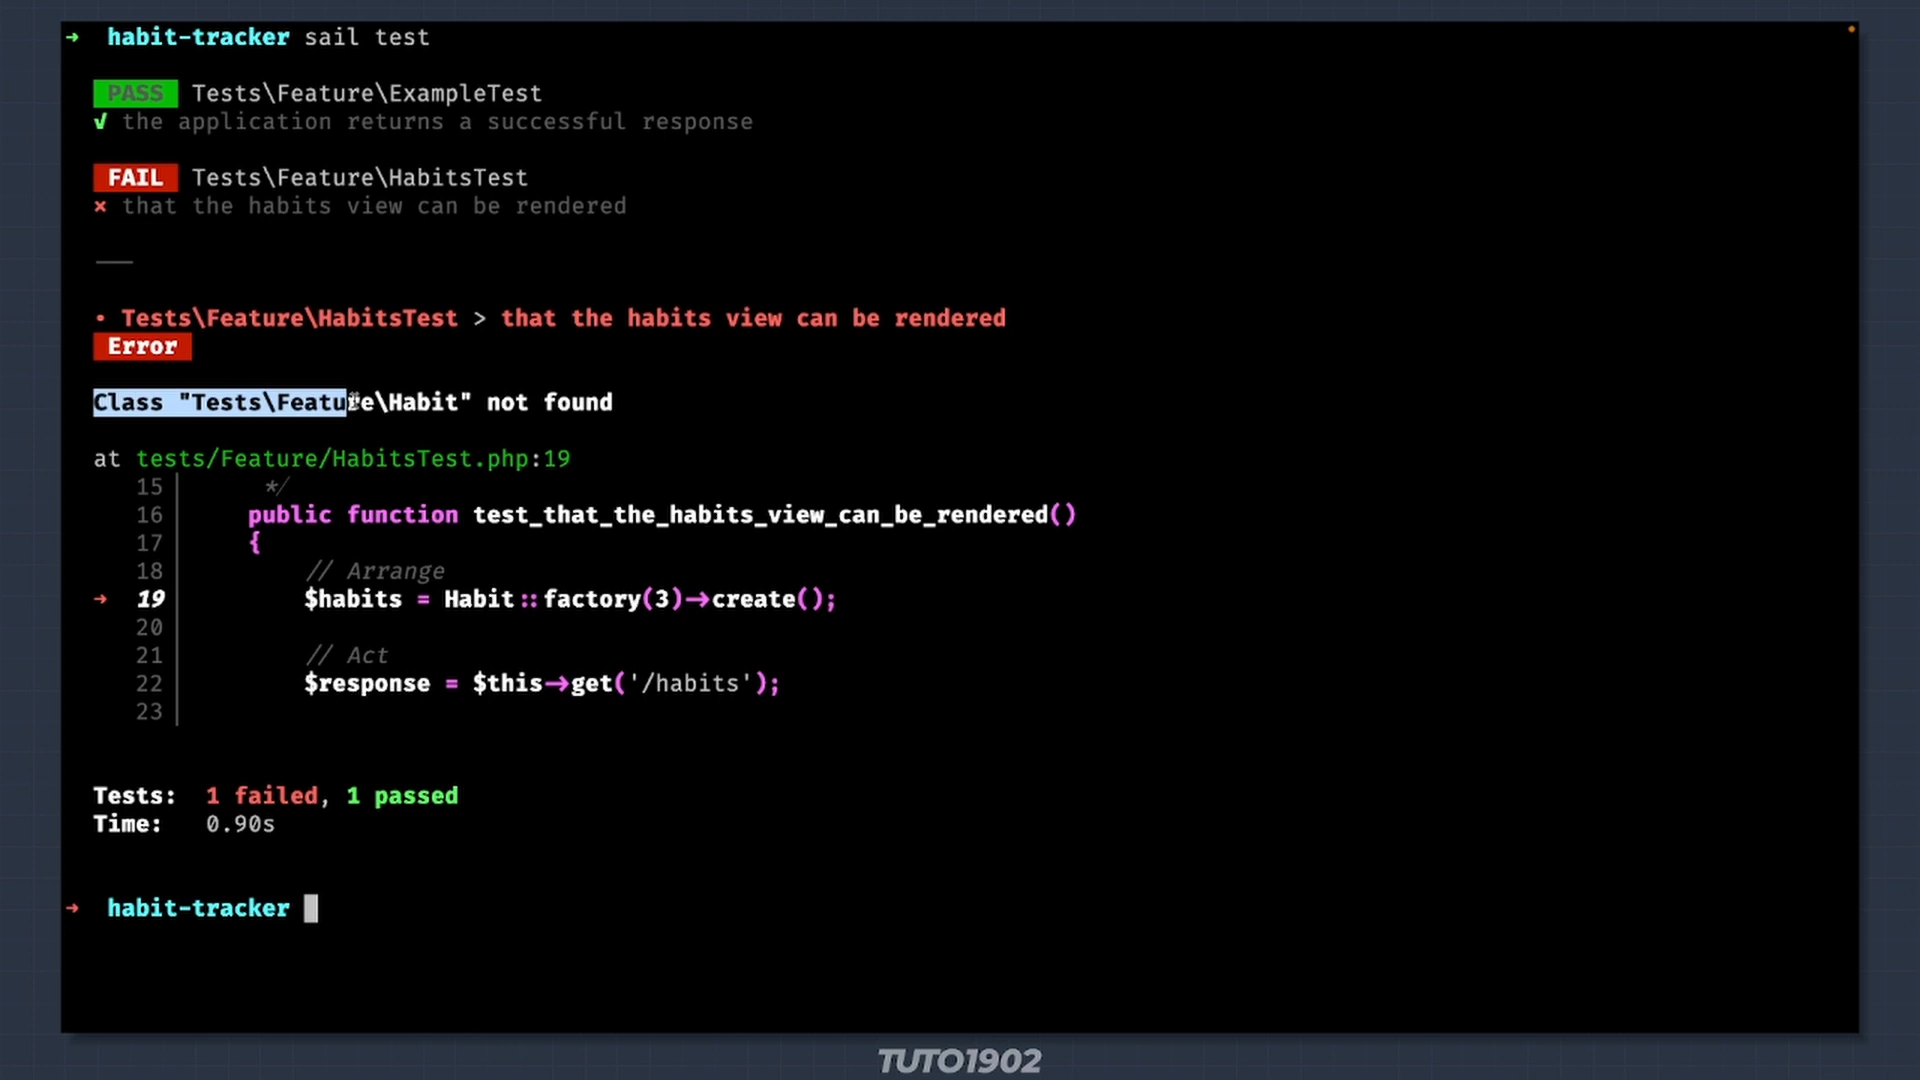 ➜ habit-tracker sail test
PASS Tests\Feature\ExampleTest
✓ the application returns a successful response
FAIL Tests\Feature\HabitsTest
⨯ that the habits view can be rendered
• Tests\Feature\HabitsTest > that the habits view can be rendered
Error
Class "Tests\Feature\Habit" not found
at tests/Feature/HabitsTest.php:19
15 */
16 public function test_that_the_habits_view_can_be_rendered()
17 {
18 // Arrange
➜ 19 $habits = Habit::factory(3)->create();
20
21 // Act
22 $response = $this->get('/habits');
23
Tests: 1 failed, 1 passed
Time: 0.90s
➜ habit-tracker
TUTO1902